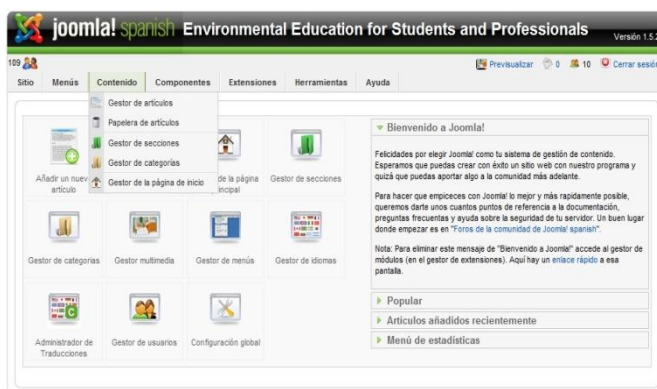 joomla! spanish Environmental Education for Students and Professionals
Versión 1.5.2
109
Previsualizar 0 10 Cerrar sesión
Sitio Menús Contenido Componentes Extensiones Herramientas Ayuda
Gestor de artículos
Papelera de artículos
Gestor de secciones
Gestor de categorías
Gestor de la página de inicio
Añadir un nuev
artículo
de la página
incipal
Gestor de secciones
Gestor de categorías
Gestor multimedia
Gestor de menús
Gestor de idiomas
Administrador de
Traducciones
Gestor de usuarios
Configuración global
Bienvenido a Joomla!
Felicidades por elegir Joomla! como tu sistema de gestión de contenido.
Esperamos que puedas crear con éxito un sitio web con nuestro programa y
quizá que puedas aportar algo a la comunidad más adelante.
Para hacer que empieces con Joomla! lo mejor y más rapidamente posible,
queremos darte unos cuantos puntos de referencia a la documentación,
preguntas frecuentes y ayuda sobre la seguridad de tu servidor. Un buen lugar
donde empezar es en "Foros de la comunidad de Joomla! spanish".
Nota: Para eliminar este mensaje de "Bienvenido a Joomla!" accede al gestor de
módulos (en el gestor de extensiones). Aquí hay un enlace rápido a esa
pantalla.
Popular
Artículos añadidos recientemente
Menú de estadísticas